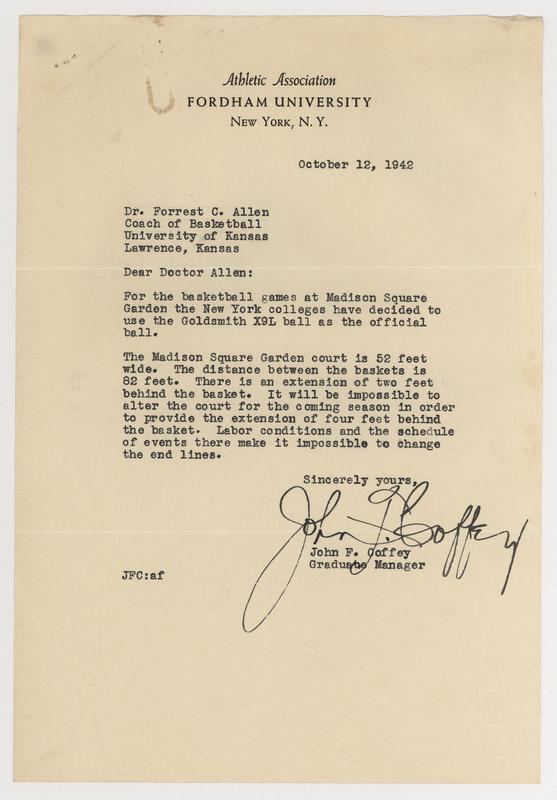 Athletic Association
FORDHAM UNIVERSITY
NEW YORK, N. Y.
October 12, 1942
Dr. Forrest C. Allen
Coach of Basketball
University of Kansas
Lawrence, Kansas
Dear Doctor Allen:
For the basketball games at Madison Square
Garden the New York colleges have decided to
use the Goldsmith X9L ball as the official
ball.
The Madison Square Garden court is 52 feet
wide. The distance between the baskets is
82 feet. There is an extension of two feet
behind the basket. It will be impossible to
alter the court for the coming season in order
to provide the extension of four feet behind
the basket. Labor conditions and the schedule
of events there make it impossible to change
the end lines.
Sincerely yours,
John F. Coffey
John F. Coffey
Graduate Manager
JFC:af